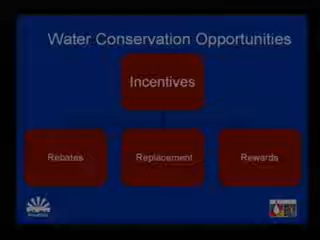 Water Conservation Opportunities
Incentives
Rebates
Replacement
Rewards